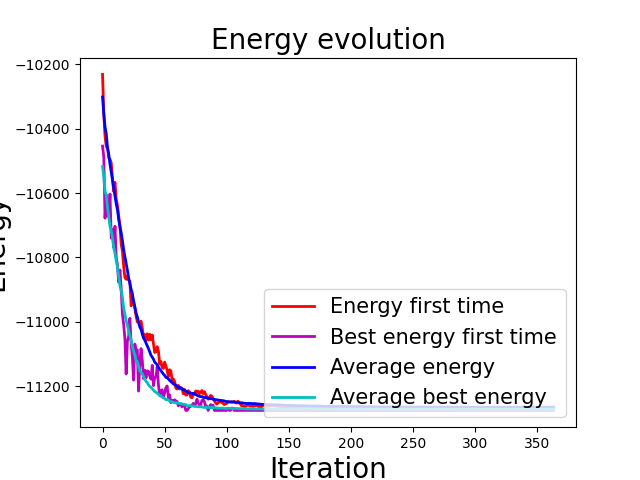 Energy evolution
−10200
−10400
−10600
−10800
−11000
−11200
Energy
Energy first time
Best energy first time
Average energy
Average best energy
0 50 100 150 200 250 300 350
Iteration